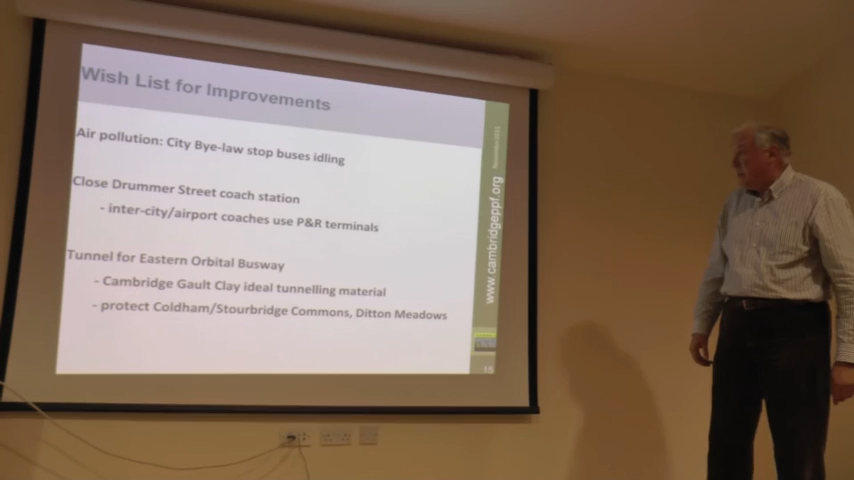 Wish List for Improvements
Air pollution: City Bye-law stop buses idling
Close Drummer Street coach station
- inter-city/airport coaches use P&R terminals
Tunnel for Eastern Orbital Busway
- Cambridge Gault Clay ideal tunnelling material
- protect Coldham/Stourbridge Commons, Ditton Meadows
www.cambridgeppf.org
15